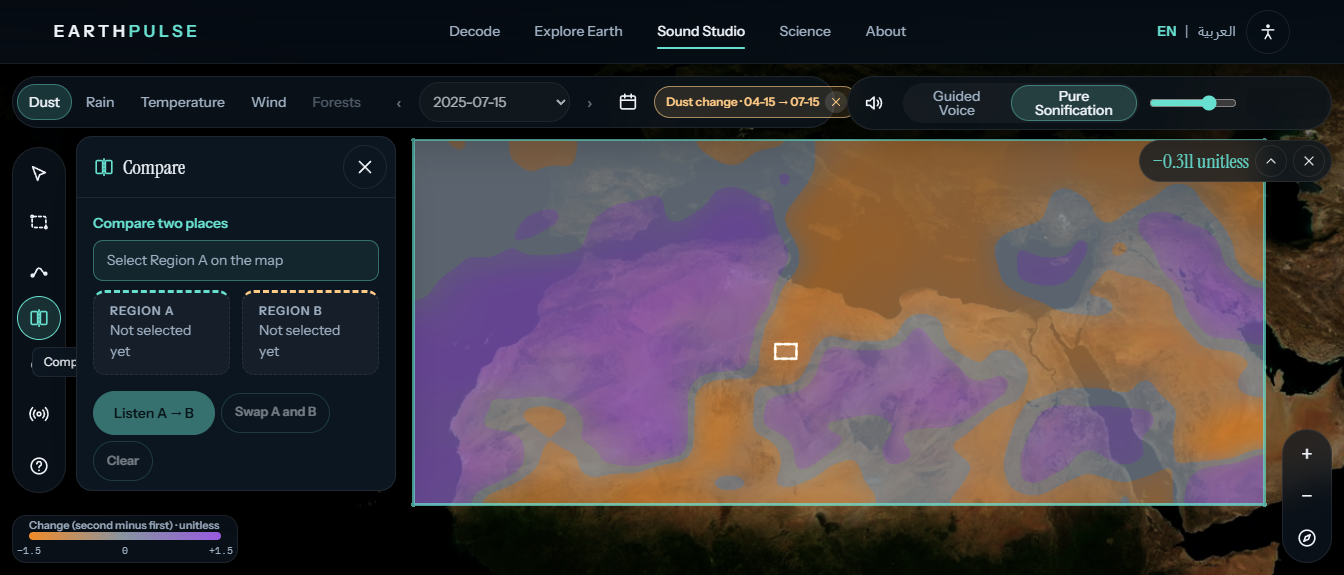 EARTHPULSE
Decode
Explore Earth
Sound Studio
Science
About
EN | العربية
Dust
Rain
Temperature
Wind
Forests
‹
2025-07-15
›
Dust change · 04-15 → 07-15
Guided
Voice
Pure
Sonification
Compare
−0.311 unitless
Compare two places
Select Region A on the map
REGION A
Not selected
yet
REGION B
Not selected
yet
Comp
Listen A → B
Swap A and B
Clear
Change (second minus first) · unitless
−1.5
0
+1.5